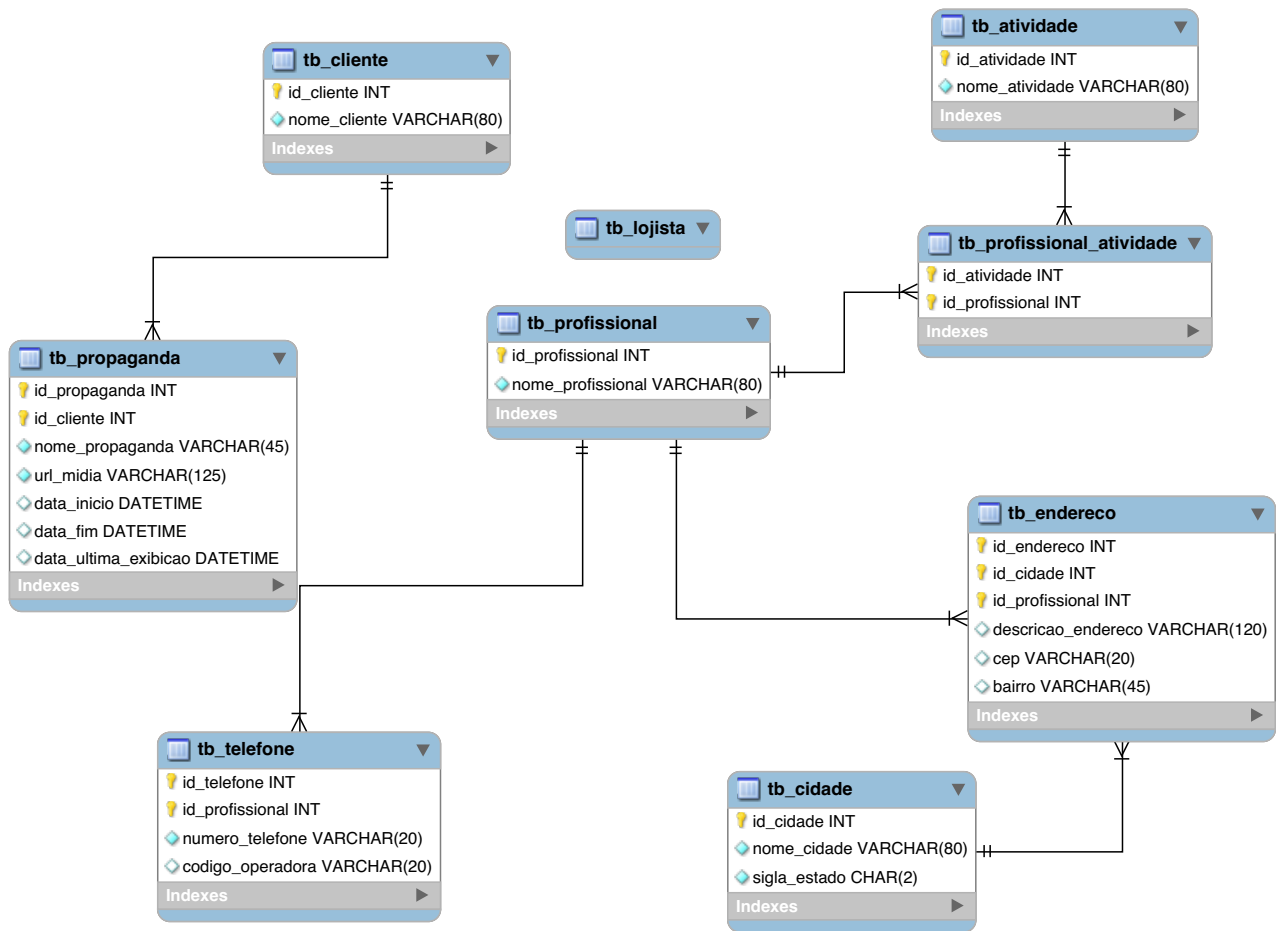 tb_cliente
id_cliente INT
nome_cliente VARCHAR(80)
Indexes
tb_atividade
id_atividade INT
nome_atividade VARCHAR(80)
Indexes
tb_lojista
tb_profissional_atividade
id_atividade INT
id_profissional INT
Indexes
tb_profissional
id_profissional INT
nome_profissional VARCHAR(80)
Indexes
tb_propaganda
id_propaganda INT
id_cliente INT
nome_propaganda VARCHAR(45)
url_midia VARCHAR(125)
data_inicio DATETIME
data_fim DATETIME
data_ultima_exibicao DATETIME
Indexes
tb_endereco
id_endereco INT
id_cidade INT
id_profissional INT
descricao_endereco VARCHAR(120)
cep VARCHAR(20)
bairro VARCHAR(45)
Indexes
tb_telefone
id_telefone INT
id_profissional INT
numero_telefone VARCHAR(20)
codigo_operadora VARCHAR(20)
Indexes
tb_cidade
id_cidade INT
nome_cidade VARCHAR(80)
sigla_estado CHAR(2)
Indexes